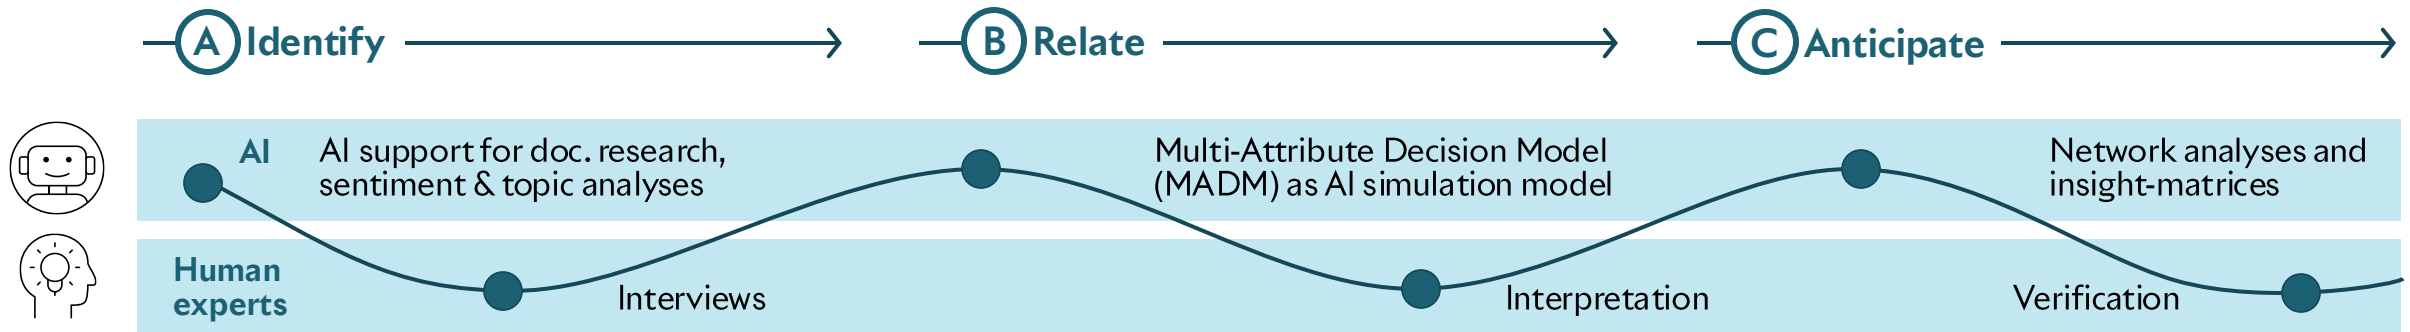 A Identify
B Relate
C Anticipate
AI
AI support for doc. research,
sentiment & topic analyses
Multi-Attribute Decision Model
(MADM) as AI simulation model
Network analyses and
insight-matrices
Human
experts
Interviews
Interpretation
Verification